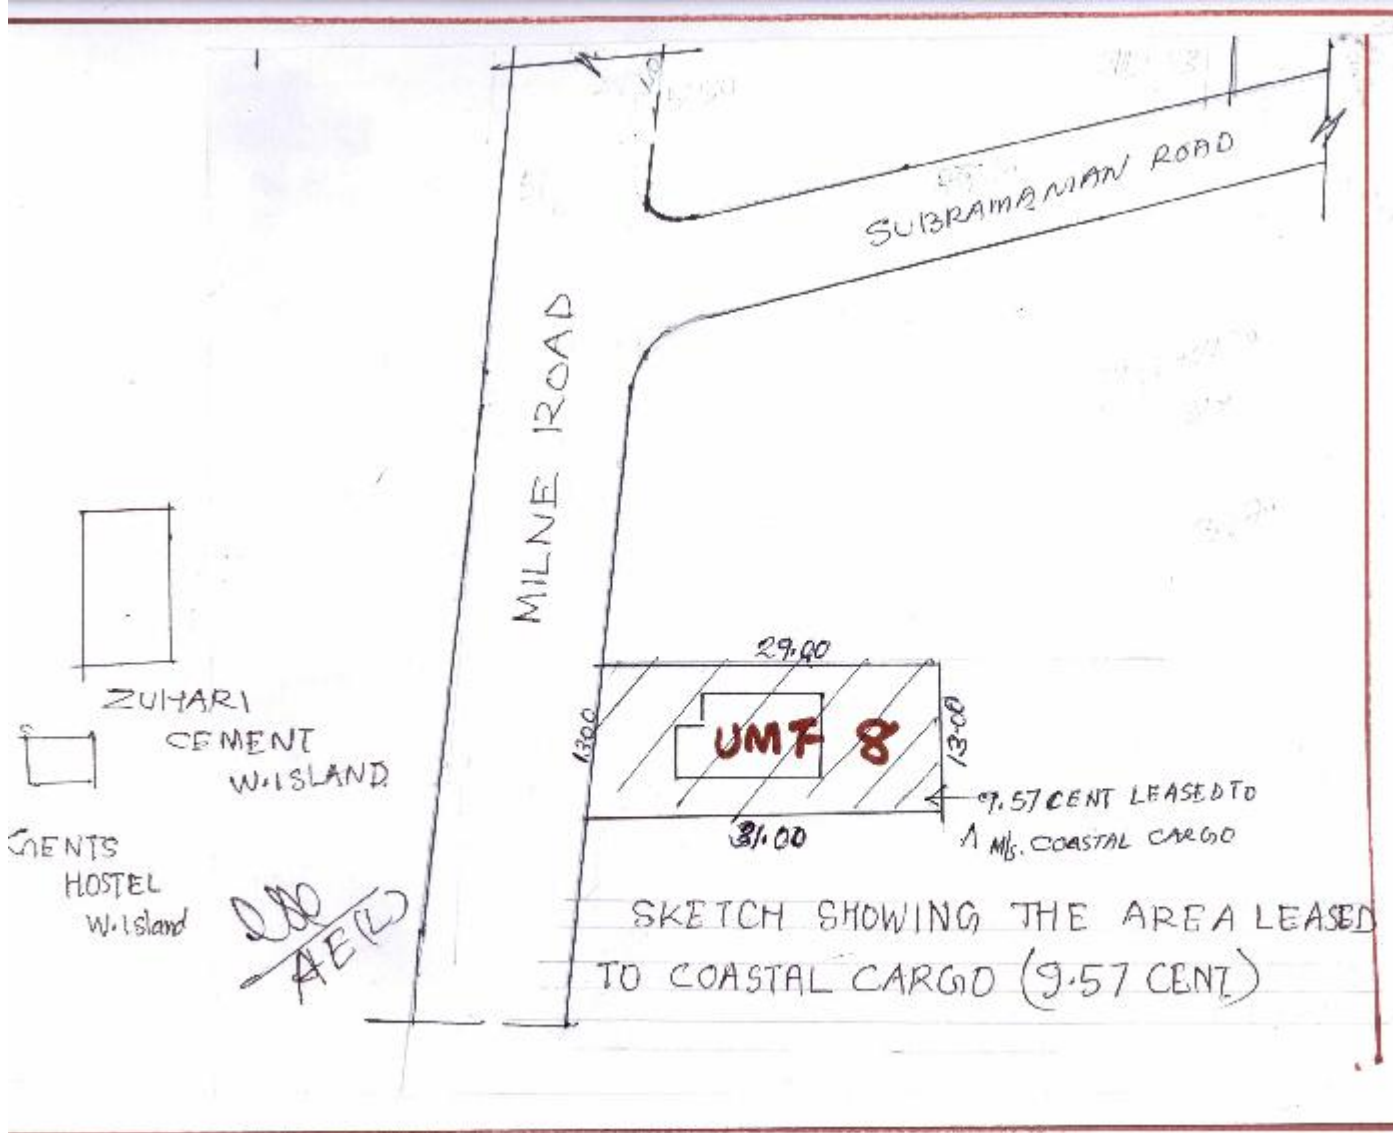 SUBRAMANIAN ROAD
MILNE ROAD
29.00
13.00
UMF 8
13.00
31.00
9.57 CENT LEASED TO
M/s. COASTAL CARGO
ZUHARI
CEMENT
W.ISLAND
GENTS
HOSTEL
W.Island
AE(L)
SKETCH SHOWING THE AREA LEASED
TO COASTAL CARGO (9.57 CENT)